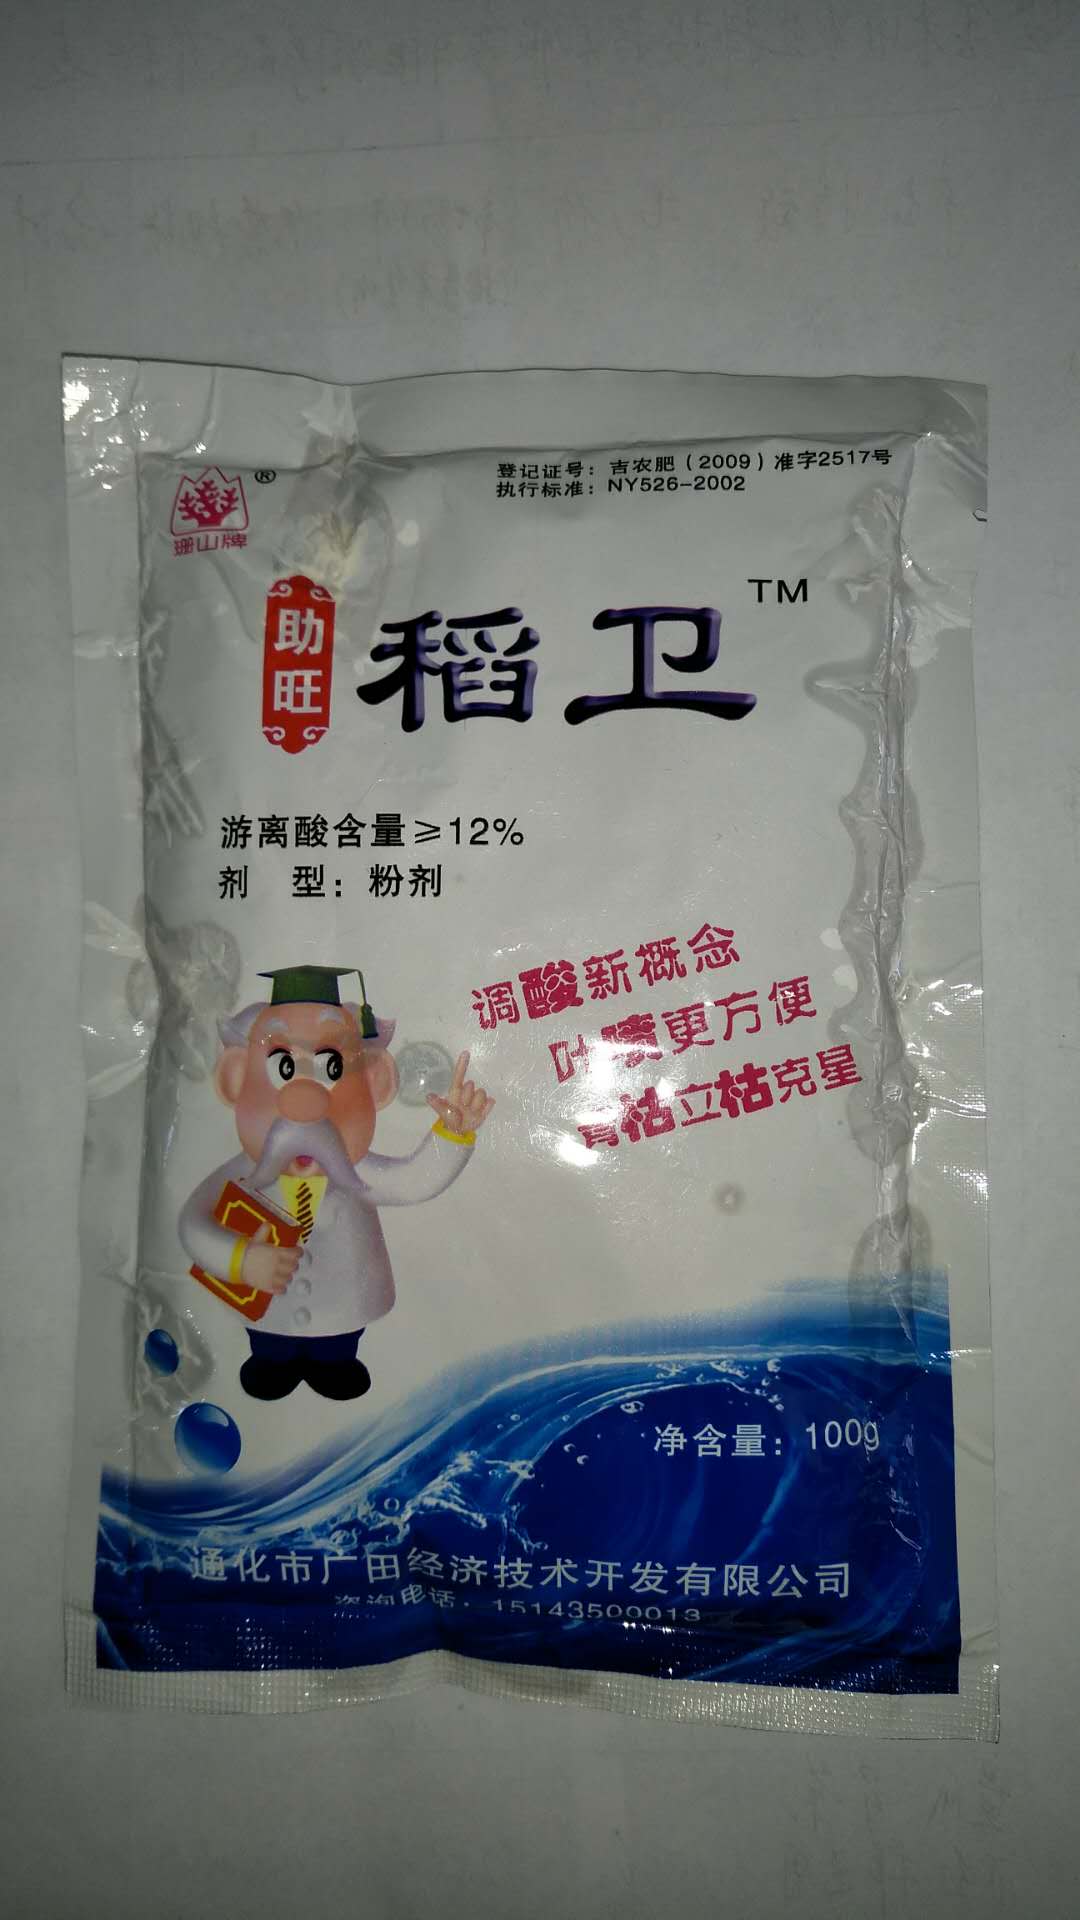 登记证号：吉农肥（2009）准字2517号
执行标准：NY526-2002
®
珊山牌
助旺
稻卫
TM
游离酸含量≥12%
剂 型：粉剂
调酸新概念
叶喷更方便
青枯立枯克星
净含量：100g
通化市广田经济技术开发有限公司
咨询电话：15143500013